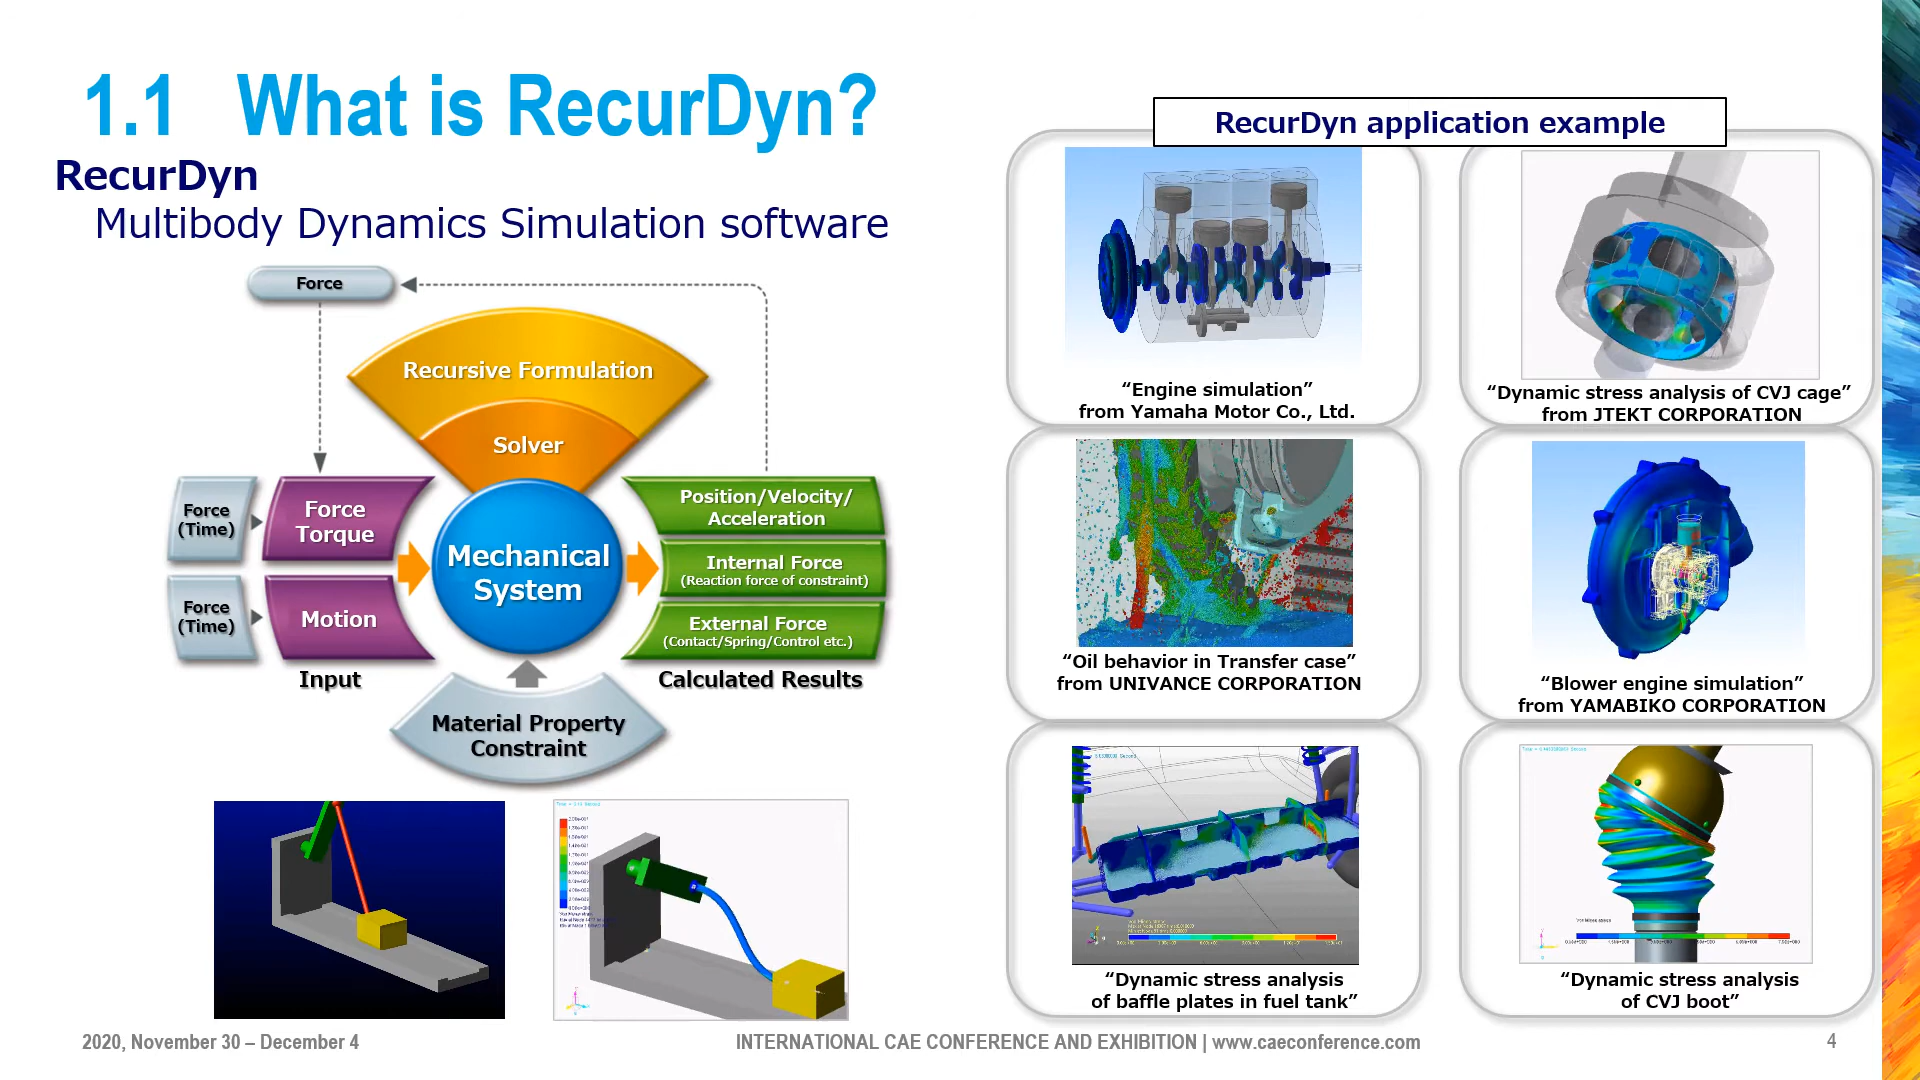 1.1 What is RecurDyn?
RecurDyn
Multibody Dynamics Simulation software
Force
Recursive Formulation
Solver
Force
(Time)
Force
Torque
Force
(Time)
Motion
Input
Mechanical
System
Position/Velocity/
Acceleration
Internal Force
(Reaction force of constraint)
External Force
(Contact/Spring/Control etc.)
Calculated Results
Material Property
Constraint
RecurDyn application example
“Engine simulation”
from Yamaha Motor Co., Ltd.
“Dynamic stress analysis of CVJ cage”
from JTEKT CORPORATION
“Oil behavior in Transfer case”
from UNIVANCE CORPORATION
“Blower engine simulation”
from YAMABIKO CORPORATION
“Dynamic stress analysis
of baffle plates in fuel tank”
“Dynamic stress analysis
of CVJ boot”
2020, November 30 – December 4
INTERNATIONAL CAE CONFERENCE AND EXHIBITION | www.caeconference.com
4